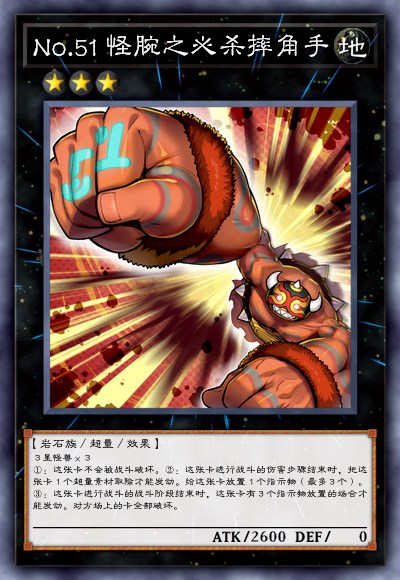 No.51 怪腕之必杀摔角手
地
51
【岩石族／超量／效果】
３星怪兽×３
①：这张卡不会被战斗破坏。②：这张卡进行战斗的伤害步骤结束时，把这
张卡１个超量素材取除才能发动。给这张卡放置１个指示物（最多３个）。
③：这张卡进行战斗的战斗阶段结束时，这张卡有３个指示物放置的场合才
能发动。对方场上的卡全部破坏。
ATK/2600 DEF/ 0